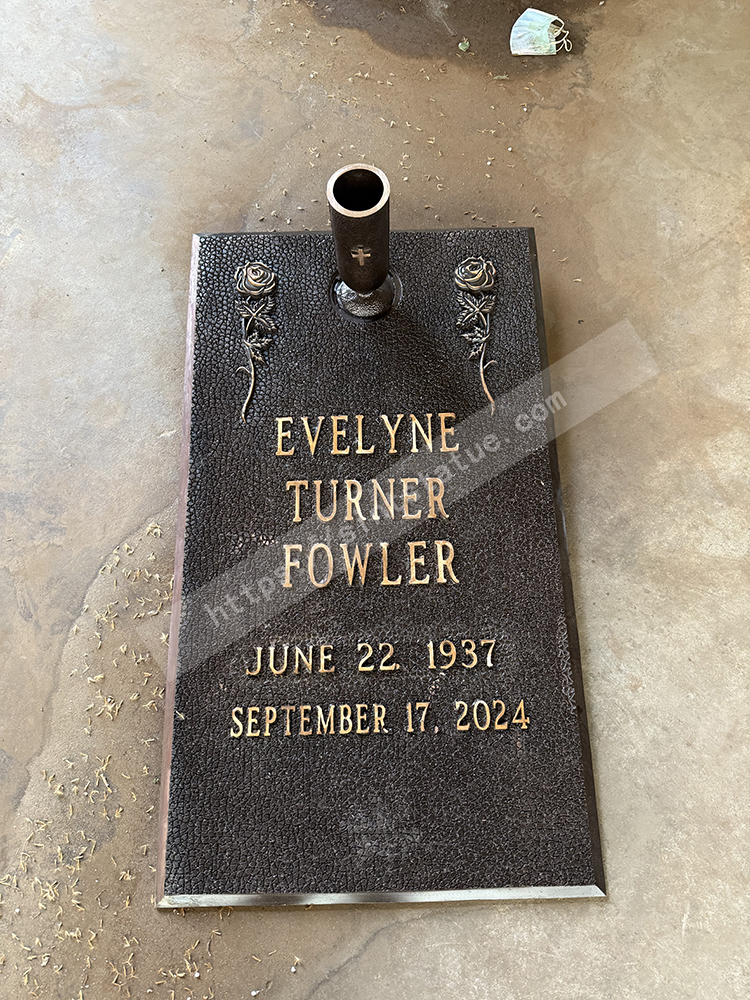 EVELYNE
TURNER
FOWLER
JUNE 22, 1937
SEPTEMBER 17, 2024